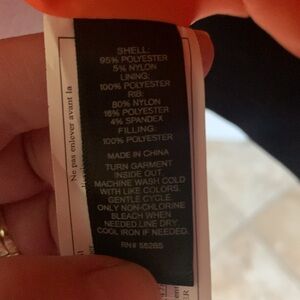 Ne pas enlever avant la
SHELL:
95% POLYESTER
5% NYLON
LINING:
100% POLYESTER
RIB:
80% NYLON
16% POLYESTER
4% SPANDEX
FILLING:
100% POLYESTER
MADE IN CHINA
TURN GARMENT
INSIDE OUT.
MACHINE WASH COLD
WITH LIKE COLORS.
GENTLE CYCLE.
ONLY NON-CHLORINE
BLEACH WHEN
NEEDED LINE DRY.
COOL IRON IF NEEDED.